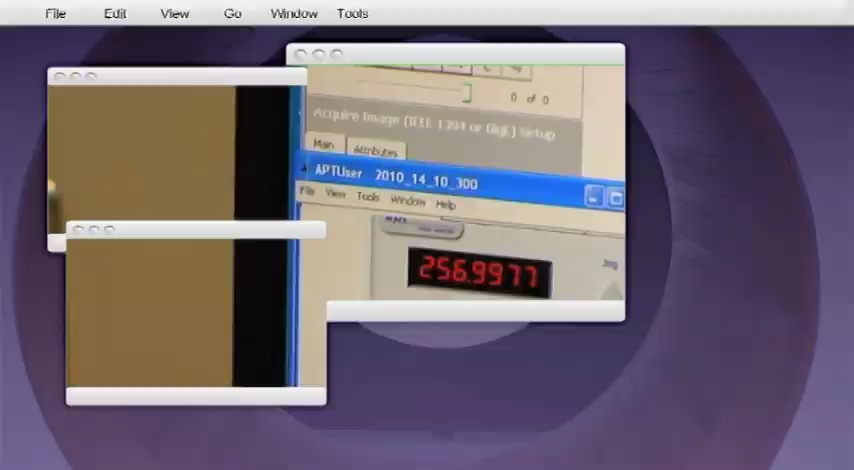 File Edit View Go Window Tools
0 of 0
Acquire Image (IEEE 1394 or GigE) Setup
Main Attributes
APTUser 2010_14_10_300
File View Tools Window Help
256.9977
Jog